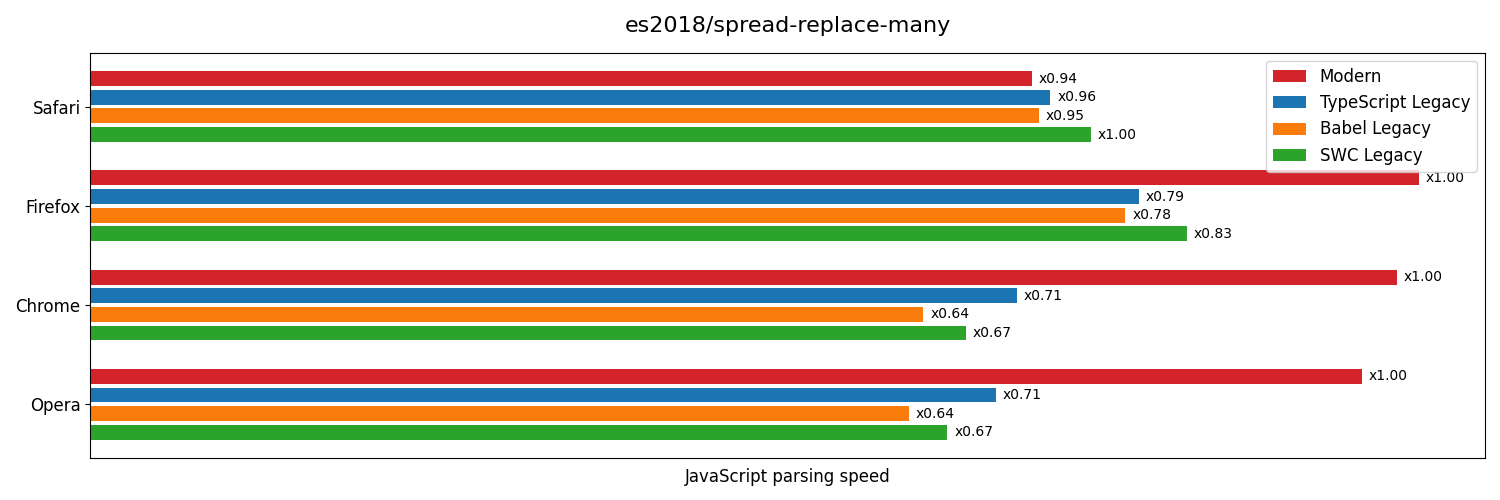 es2018/spread-replace-many
Safari
x0.94
x0.96
x0.95
x1.00
Firefox
x1.00
x0.79
x0.78
x0.83
Chrome
x1.00
x0.71
x0.64
x0.67
Opera
x1.00
x0.71
x0.64
x0.67
Modern
TypeScript Legacy
Babel Legacy
SWC Legacy
JavaScript parsing speed